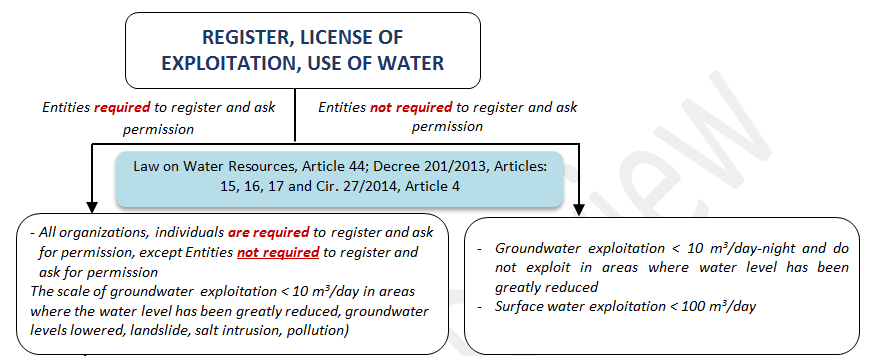 REGISTER, LICENSE OF
EXPLOITATION, USE OF WATER
Entities required to register and ask
permission
Entities not required to register and ask
permission
Law on Water Resources, Article 44; Decree 201/2013, Articles:
15, 16, 17 and Cir. 27/2014, Article 4
- All organizations, individuals are required to register and ask
for permission, except Entities not required to register and
ask for permission
The scale of groundwater exploitation < 10 m³/day in areas
where the water level has been greatly reduced, groundwater
levels lowered, landslide, salt intrusion, pollution)
- Groundwater exploitation < 10 m³/day-night and do
not exploit in areas where water level has been
greatly reduced
- Surface water exploitation < 100 m³/day